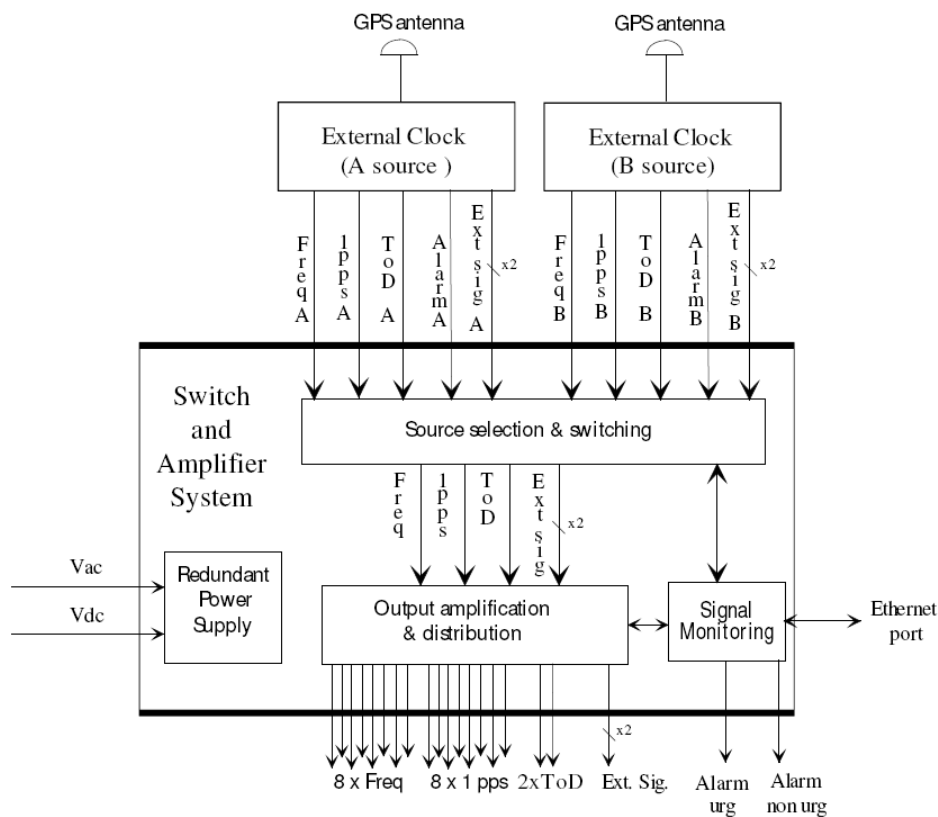 GPS antenna
GPS antenna
External Clock
(A source )
External Clock
(B source)
Freq A
1pps A
ToD A
Alarm A
Ext sig A
x2
Freq B
1pps B
ToD B
Alarm B
Ext sig B
x2
Switch
and
Amplifier
System
Source selection & switching
Freq
1pps
ToD
Ext sig
x2
Vac
Vdc
Redundant
Power
Supply
Output amplification
& distribution
Signal
Monitoring
Ethernet
port
x2
8 x Freq
8 x 1 pps
2xToD
Ext. Sig.
Alarm
urg
Alarm
non urg